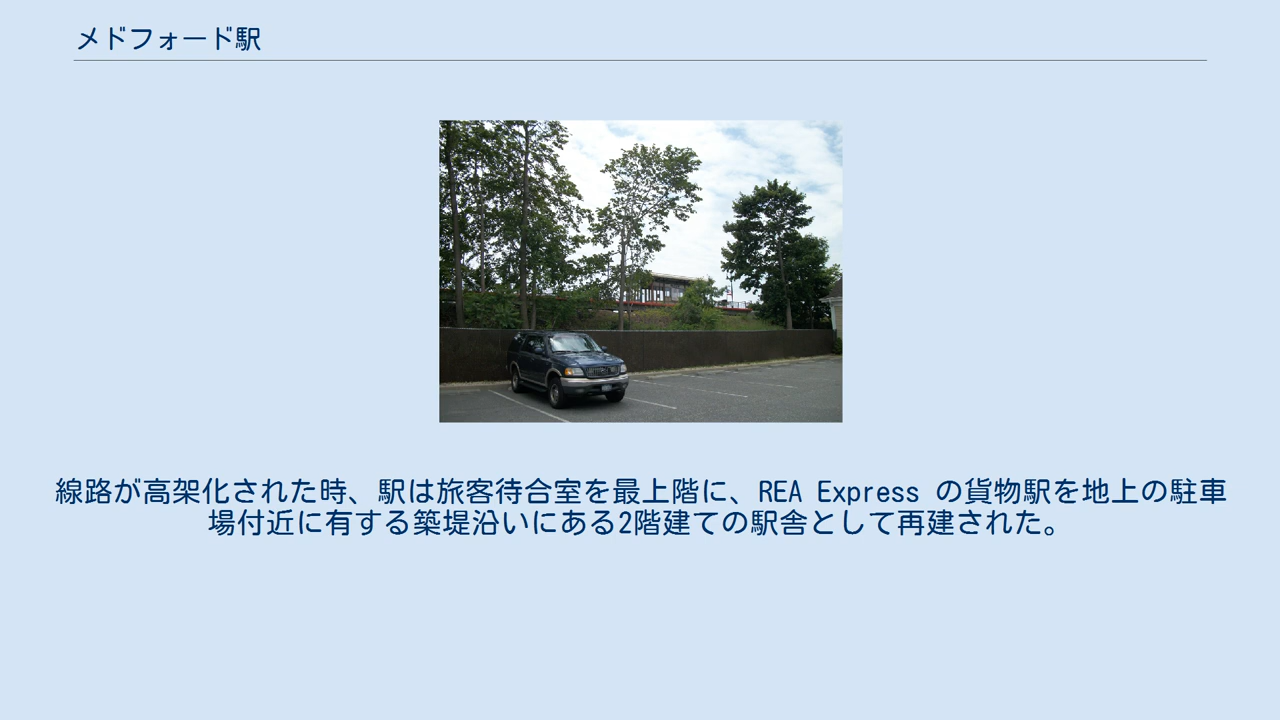 メドフォード駅
線路が高架化された時、駅は旅客待合室を最上階に、REA Express の貨物駅を地上の駐車
場付近に有する築堤沿いにある2階建ての駅舎として再建された。